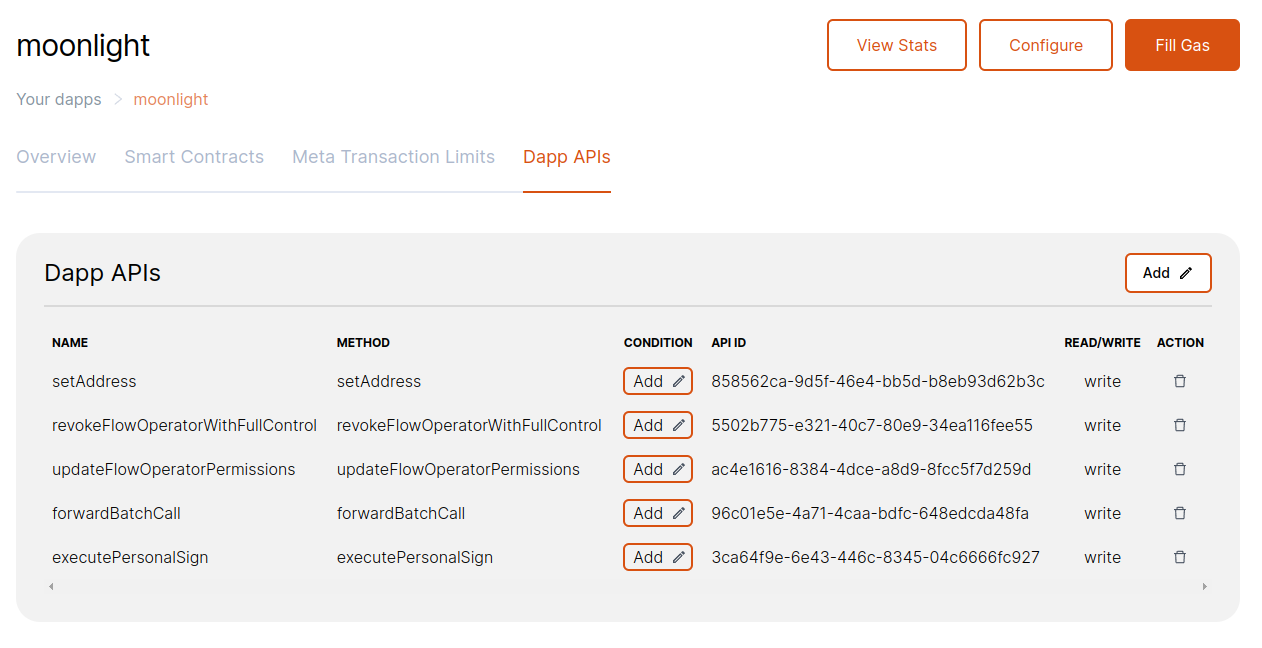 moonlight
View Stats Configure Fill Gas
Your dapps > moonlight
Overview Smart Contracts Meta Transaction Limits Dapp APIs
Dapp APIs Add
NAME METHOD CONDITION API ID READ/WRITE ACTION
setAddress setAddress Add 858562ca-9d5f-46e4-bb5d-b8eb93d62b3c write
revokeFlowOperatorWithFullControl revokeFlowOperatorWithFullControl Add 5502b775-e321-40c7-80e9-34ea116fee55 write
updateFlowOperatorPermissions updateFlowOperatorPermissions Add ac4e1616-8384-4dce-a8d9-8fcc5f7d259d write
forwardBatchCall forwardBatchCall Add 96c01e5e-4a71-4caa-bdfc-648edcda48fa write
executePersonalSign executePersonalSign Add 3ca64f9e-6e43-446c-8345-04c6666fc927 write